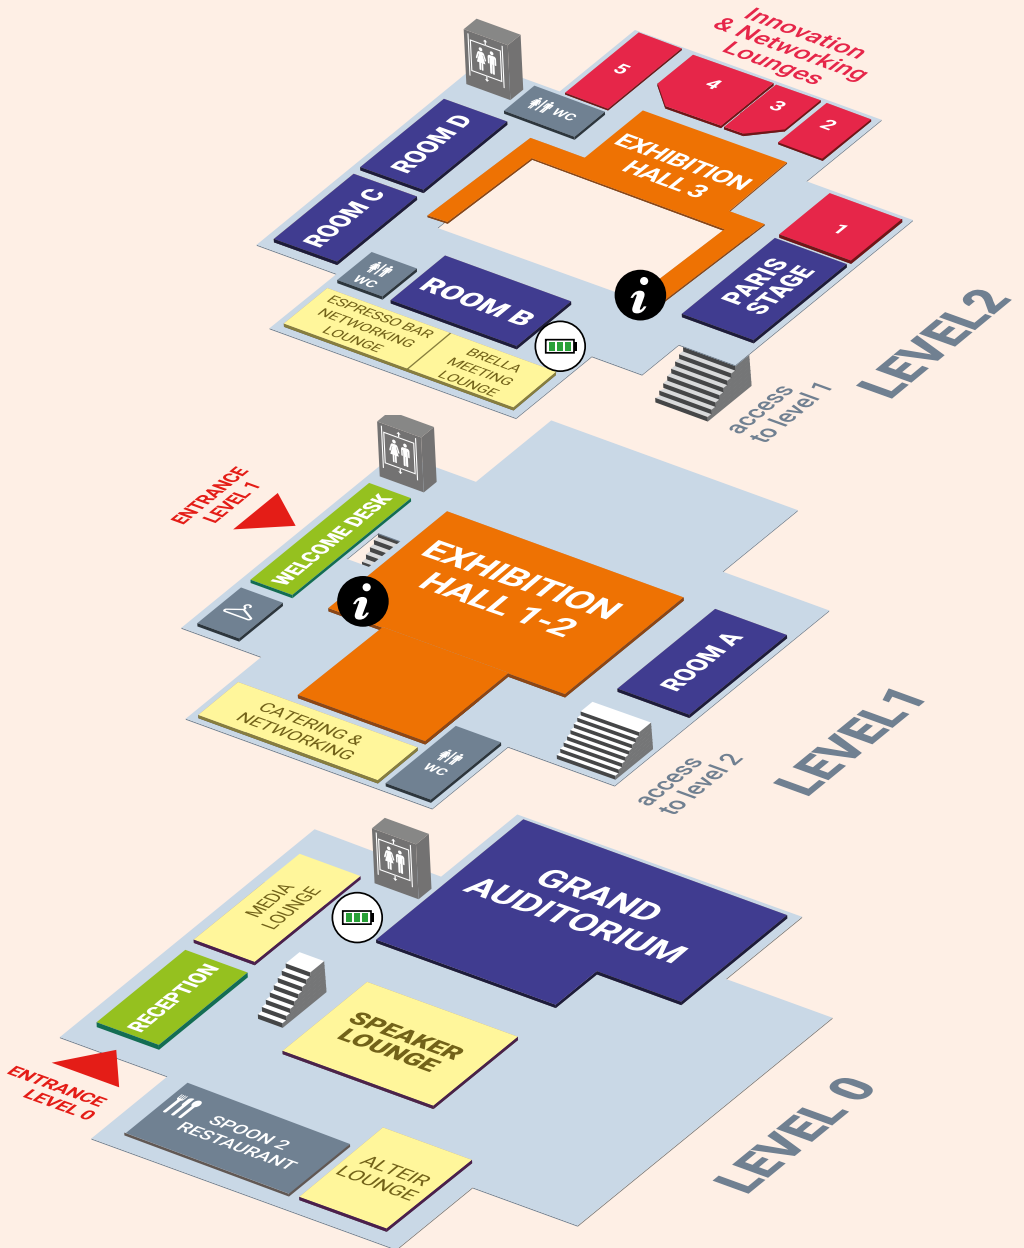 Innovation
& Networking
Lounges
5
4
3
2
WC
ROOM D
EXHIBITION
HALL 3
ROOM C
1
PARIS
STAGE
WC
ROOM B
i
ESPRESSO BAR
NETWORKING
LOUNGE
BRELLA
MEETING
LOUNGE
LEVEL2
access
to level 1
ENTRANCE
LEVEL 1
WELCOME DESK
EXHIBITION
HALL 1-2
i
ROOM A
CATERING &
NETWORKING
WC
LEVEL1
access
to level 2
GRAND
AUDITORIUM
MEDIA
LOUNGE
RECEPTION
SPEAKER
LOUNGE
ENTRANCE
LEVEL 0
SPOON 2
RESTAURANT
ALTEIR
LOUNGE
LEVEL 0